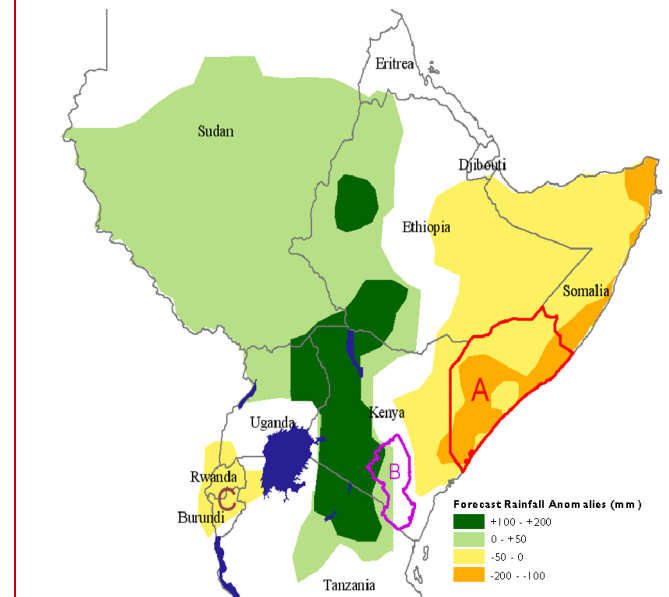 Eritrea
Sudan
Djibouti
Ethiopia
Somalia
A
Kenya
Uganda
B
Rwanda
C
Burundi
Tanzania
Forecast Rainfall Anomalies (mm)
+100 - +200
0 - +50
-50 - 0
-200 - -100